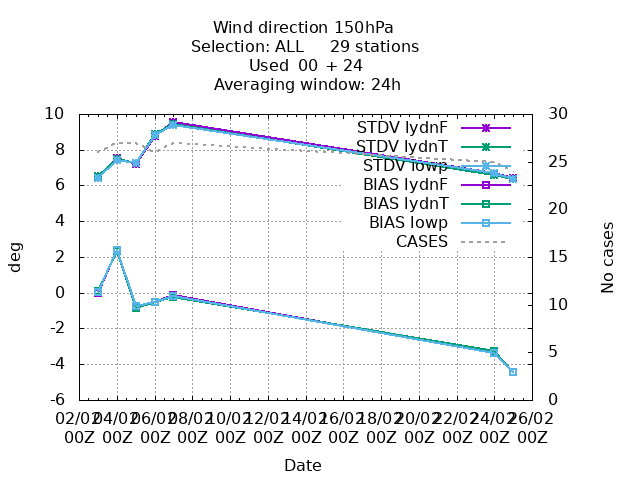 Wind direction 150hPa
Selection: ALL     29 stations
Used  00 + 24
Averaging window: 24h
10 30
STDV lydnF
8 25
STDV lydnT
STDV lowp
6 20
BIAS lydnF
BIAS lydnT
4
BIAS lowp
CASES
2 15
deg
No cases
0 10
-2
-4 5
-6 0
02/02 04/02 06/02 08/02 10/02 12/02 14/02 16/02 18/02 20/02 22/02 24/02 26/02
00Z 00Z 00Z 00Z 00Z 00Z 00Z 00Z 00Z 00Z 00Z 00Z 00Z
Date